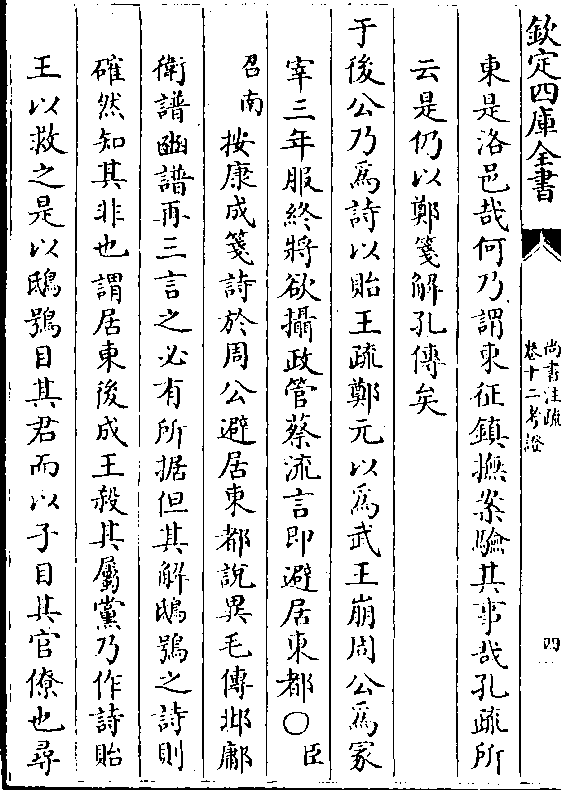 欽定四庫全書
尚書注疏
卷十二考證
四
東是洛邑哉何乃謂東征鎮撫案驗其事哉孔疏所
云是仍以鄭箋解孔傳矣
于後公乃為詩以貽王疏鄭元以為武王崩周公為冢
宰三年服終將欲攝政管蔡流言即避居東都○臣
召南按康成箋詩於周公避居東都說異毛傳邶鄘
衛譜豳譜再三言之必有所据但其解鴟鴞之詩則
確然知其非也謂居東後成王殺其屬黨乃作詩貽
王以救之是以鴟鴞目其君而以子目其官僚也尋